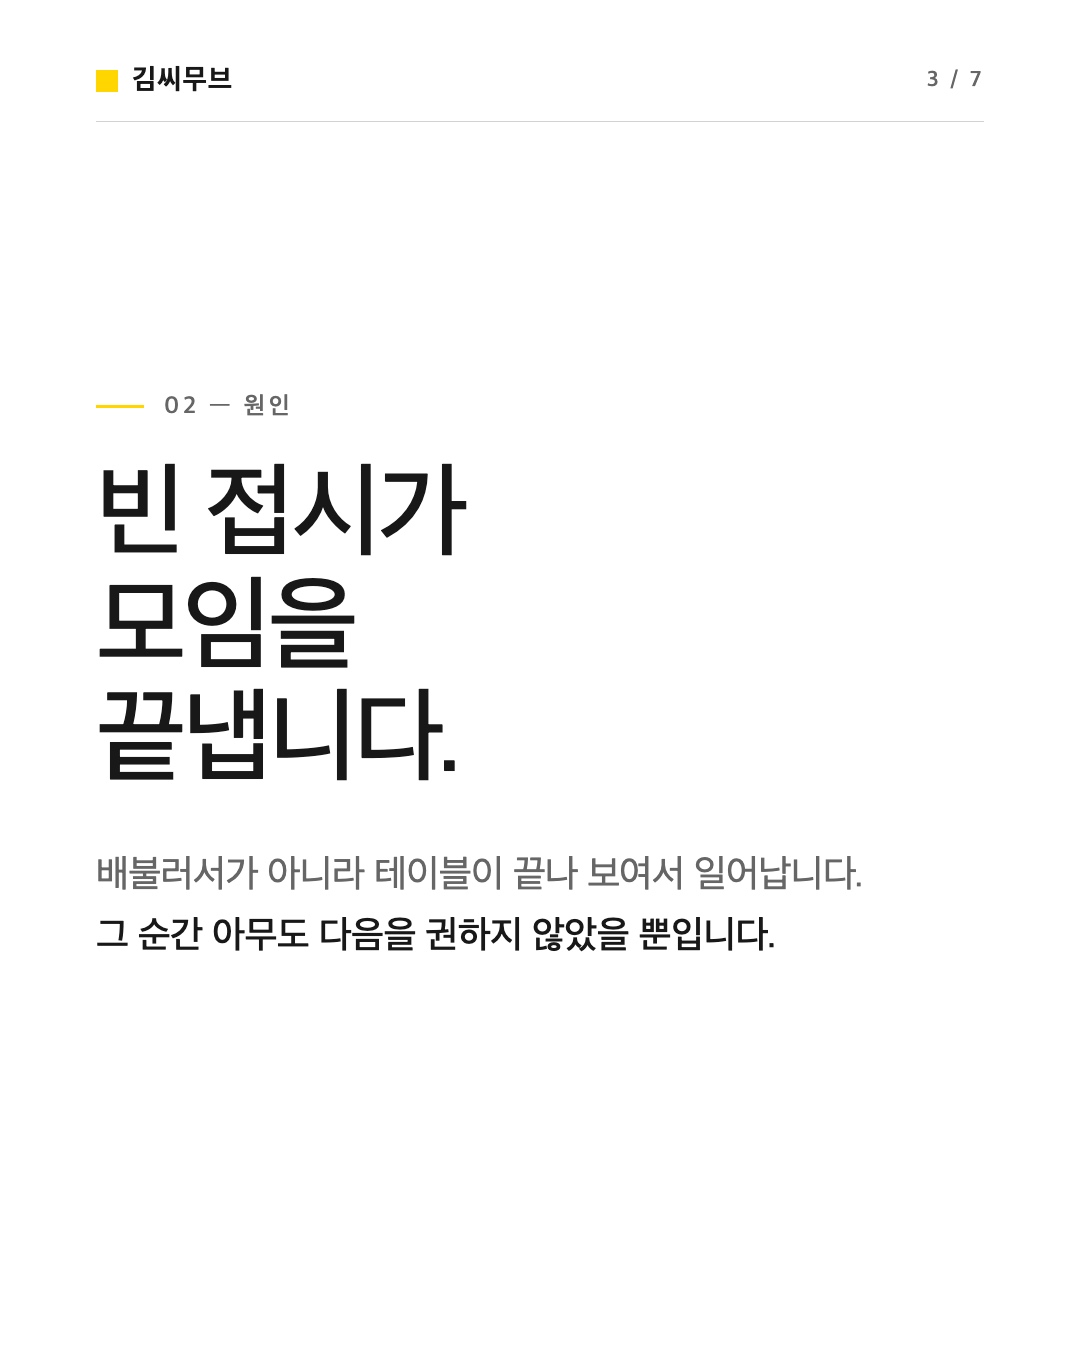 김씨무브
3 / 7
02 — 원인
빈 접시가
모임을
끝냅니다.
배불러서가 아니라 테이블이 끝나 보여서 일어납니다.
그 순간 아무도 다음을 권하지 않았을 뿐입니다.